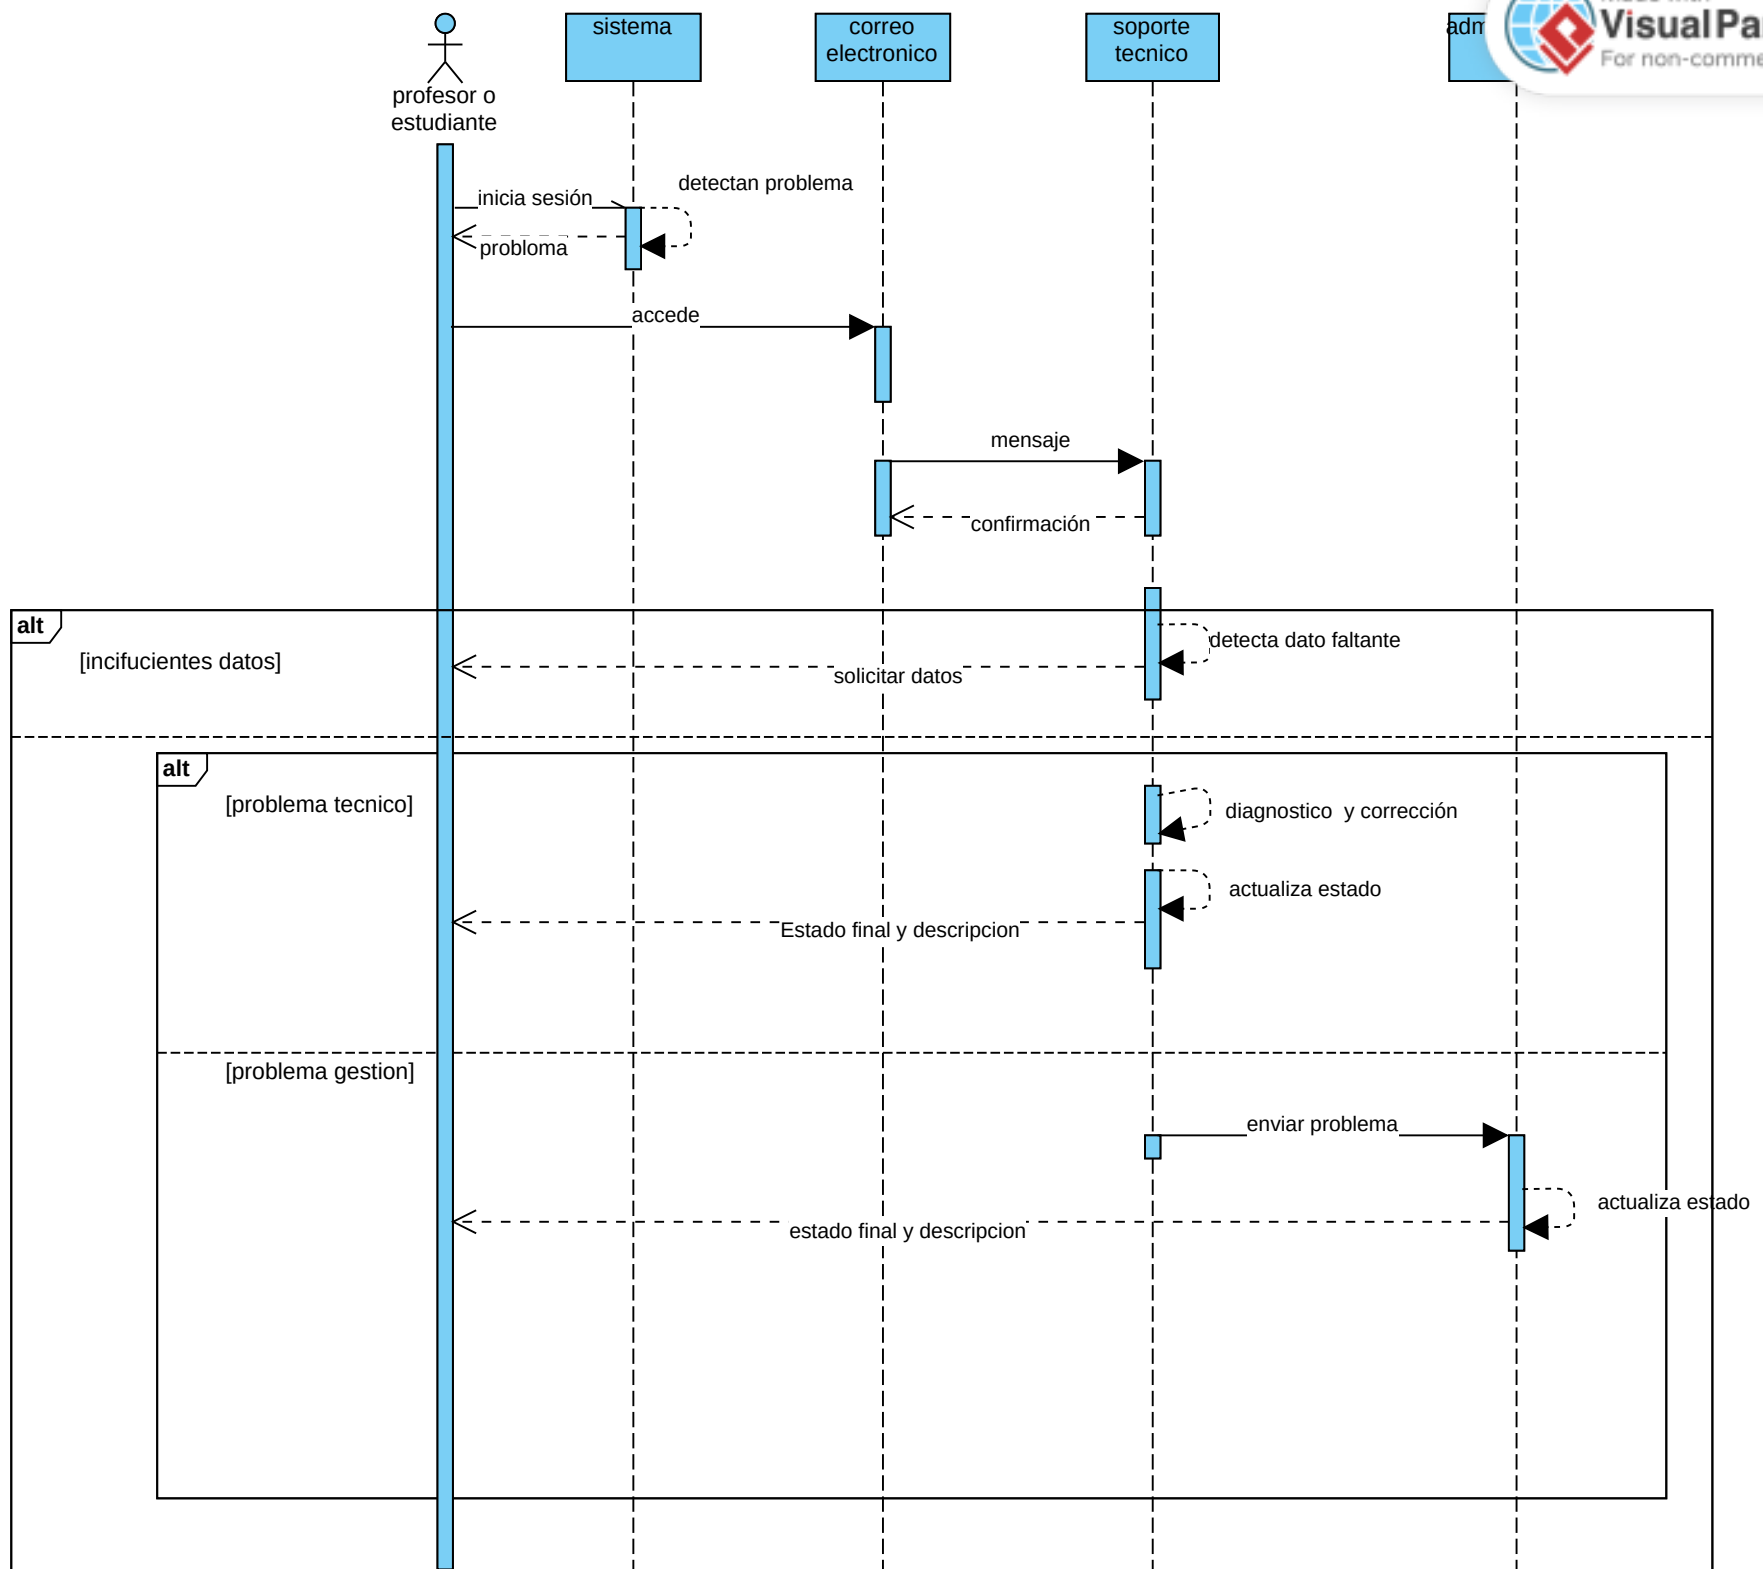 sistema
correo
electronico
soporte
tecnico
adm
VisualPa
For non-comme
profesor o
estudiante
detectan problema
inicia sesión
probloma
accede
mensaje
confirmación
alt
detecta dato faltante
[incifucientes datos]
solicitar datos
alt
[problema tecnico]
diagnostico  y corrección
actualiza estado
Estado final y descripcion
[problema gestion]
enviar problema
actualiza estado
estado final y descripcion